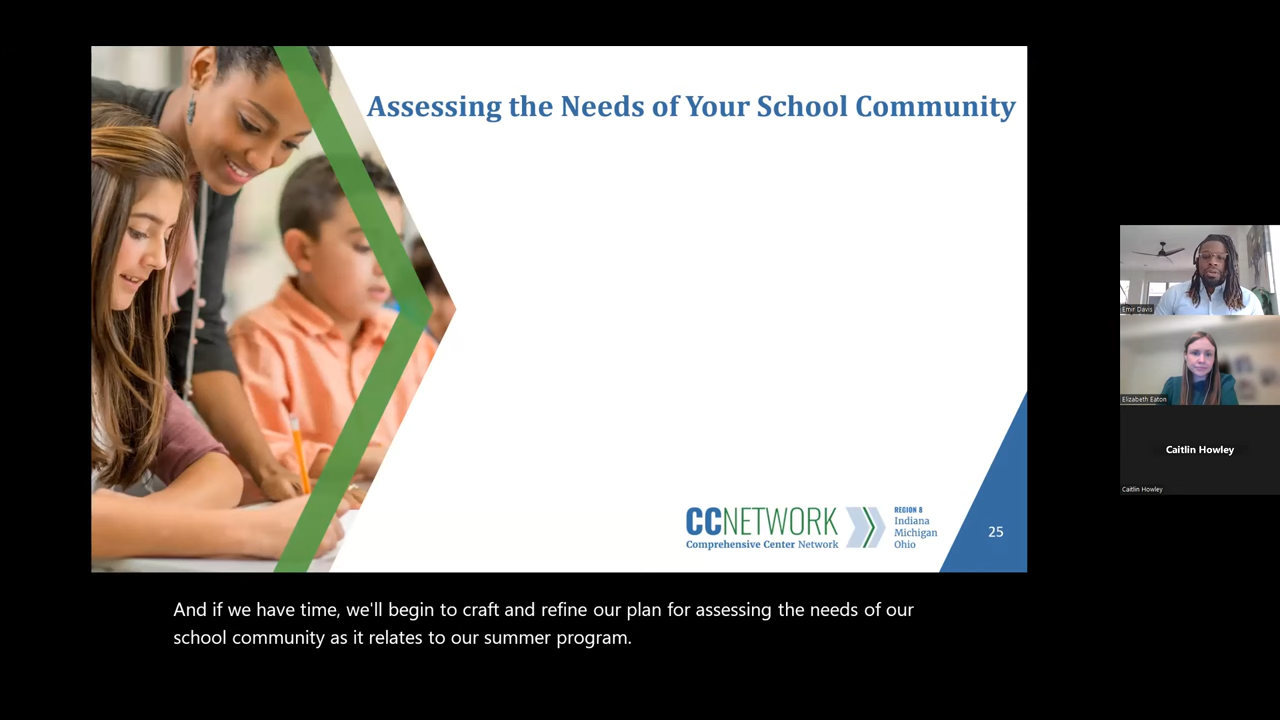 Assessing the Needs of Your School Community
CCNETWORK
Comprehensive Center Network
REGION 8
Indiana
Michigan
Ohio
25
Emir Davis
Elizabeth Eaton
Caitlin Howley
Caitlin Howley
And if we have time, we'll begin to craft and refine our plan for assessing the needs of our
school community as it relates to our summer program.